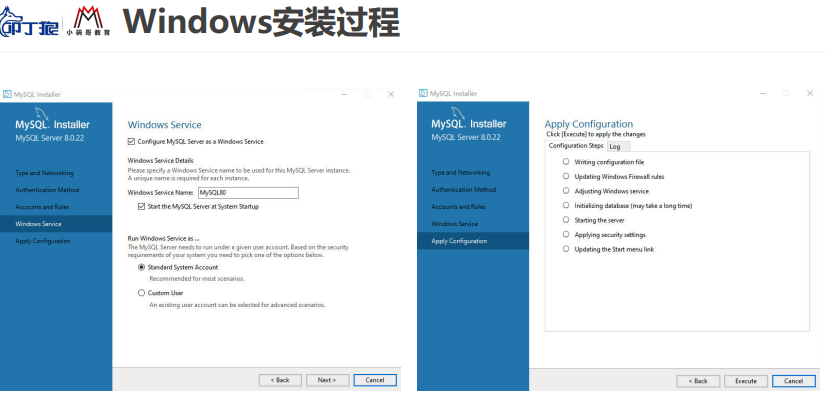 叩丁狼
小码哥教育
Windows安装过程
MySQL Installer
MySQL. Installer
MySQL Server 8.0.22
Type and Networking
Authentication Method
Accounts and Roles
Windows Service
Apply Configuration
Windows Service
Configure MySQL Server as a Windows Service
Windows Service Details
Please specify a Windows Service name to be used for this MySQL Server instance.
A unique name is required for each instance.
Windows Service Name: MySQL80
Start the MySQL Server at System Startup
Run Windows Service as ...
The MySQL Server needs to run under a given user account. Based on the security
requirements of your system you need to pick one of the options below.
Standard System Account
Recommended for most scenarios.
Custom User
An existing user account can be selected for advanced scenarios.
< Back
Next >
Cancel
MySQL Installer
MySQL. Installer
MySQL Server 8.0.22
Type and Networking
Authentication Method
Accounts and Roles
Windows Service
Apply Configuration
Apply Configuration
Click [Execute] to apply the changes
Configuration Steps
Log
Writing configuration file
Updating Windows Firewall rules
Adjusting Windows service
Initializing database (may take a long time)
Starting the server
Applying security settings
Updating the Start menu link
< Back
Execute
Cancel